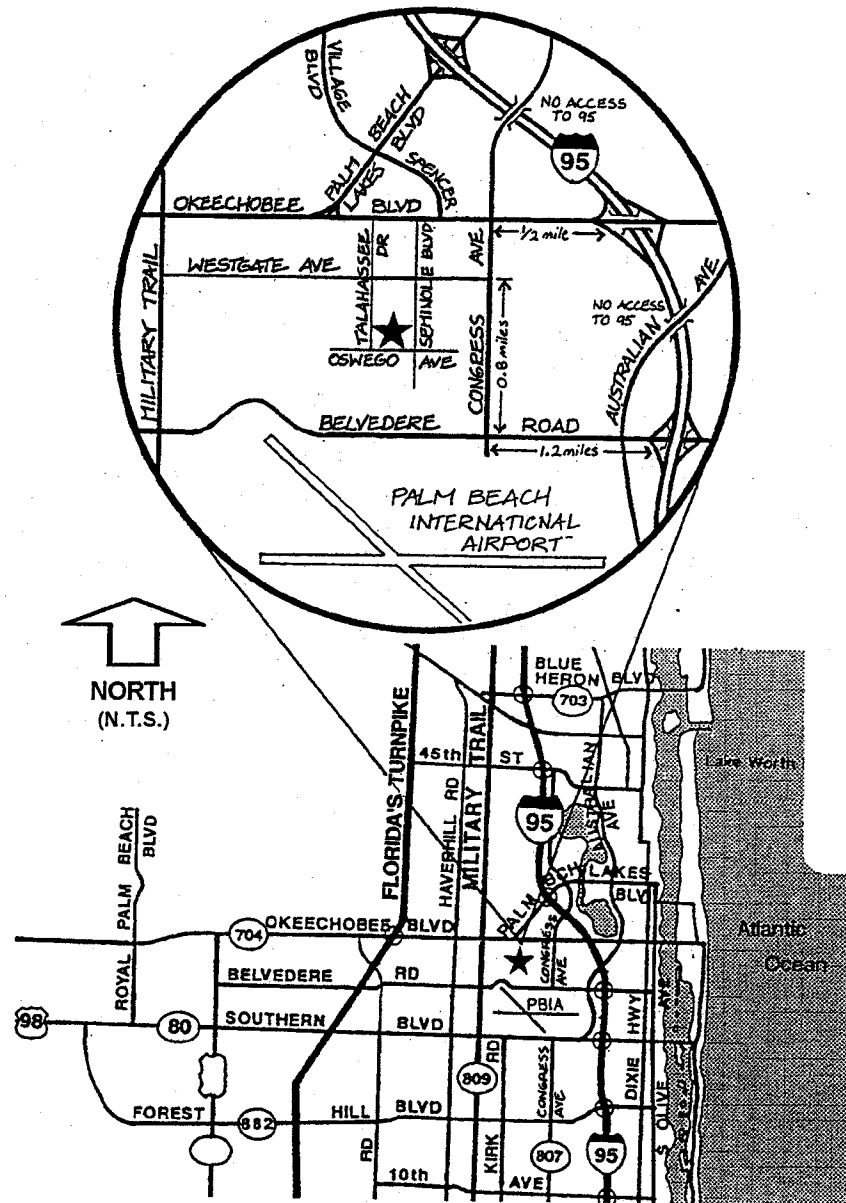 VILLAGE
BLVD
PALM BEACH
LAKES BLVD
SPENCER
NO ACCESS
TO 95
95
OKEECHOBEE BLVD
1/2 mile
WESTGATE AVE
TALAHASSEE
DR
SEMINOLE BLVD
CONGRESS AVE
MILITARY TRAIL
NO ACCESS
TO 95
AUSTRALIAN AVE
0.8 miles
OSWEGO AVE
BELVEDERE ROAD
1.2 miles
PALM BEACH
INTERNATIONAL
AIRPORT
NORTH
(N.T.S.)
BLUE
HERON BLVD
703
FLORIDA'S TURNPIKE
45th ST
HAVERHILL RD
MILITARY TRAIL
95
AUSTRALIAN
AVE
Lake Worth
ROYAL PALM BEACH
BLVD
PALM BCH LAKES
BLV
704
OKEECHOBEE BLVD
CONGRESS
AVE
Atlantic
Ocean
BELVEDERE RD
PBIA
98
80
SOUTHERN BLVD
DIXIE HWY
S OLIVE AVE
809
KIRK RD
CONGRESS
AVE
FOREST
882
HILL BLVD
RD
807
95
10th AVE